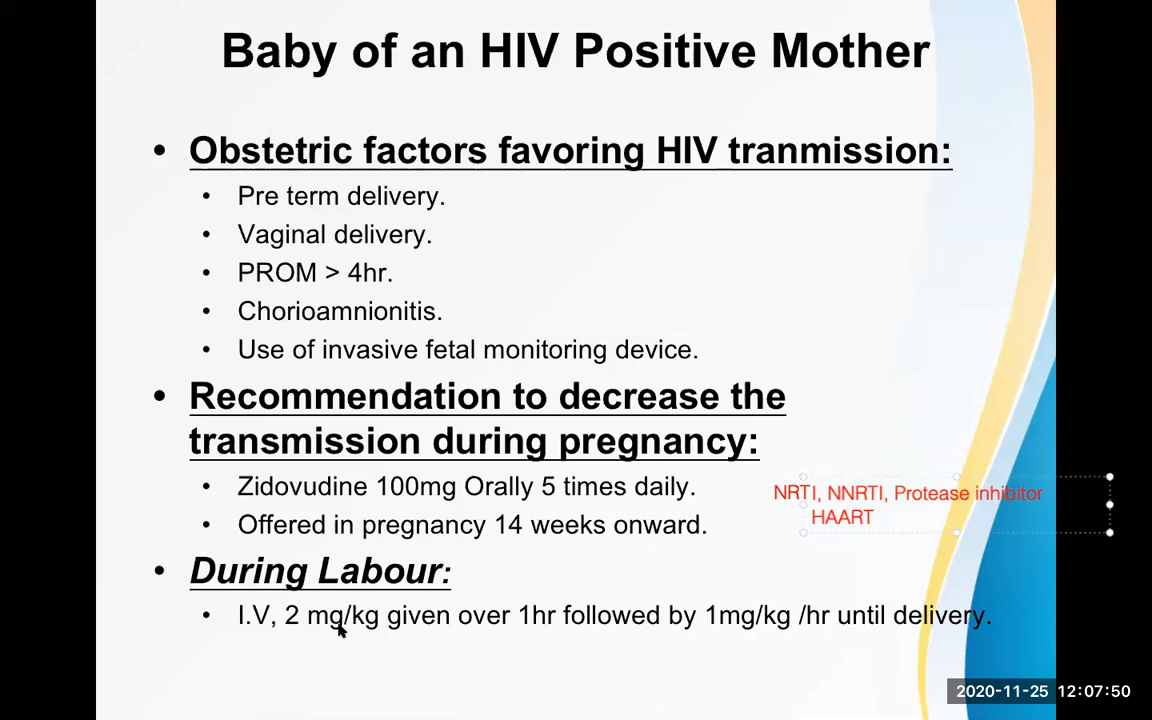 Baby of an HIV Positive Mother
• Obstetric factors favoring HIV tranmission:
• Pre term delivery.
• Vaginal delivery.
• PROM > 4hr.
• Chorioamnionitis.
• Use of invasive fetal monitoring device.
• Recommendation to decrease the
transmission during pregnancy:
• Zidovudine 100mg Orally 5 times daily.
NRTI, NNRTI, Protease inhibitor
HAART
• Offered in pregnancy 14 weeks onward.
• During Labour:
• I.V, 2 mg/kg given over 1hr followed by 1mg/kg /hr until delivery.
2020-11-25 12:07:50